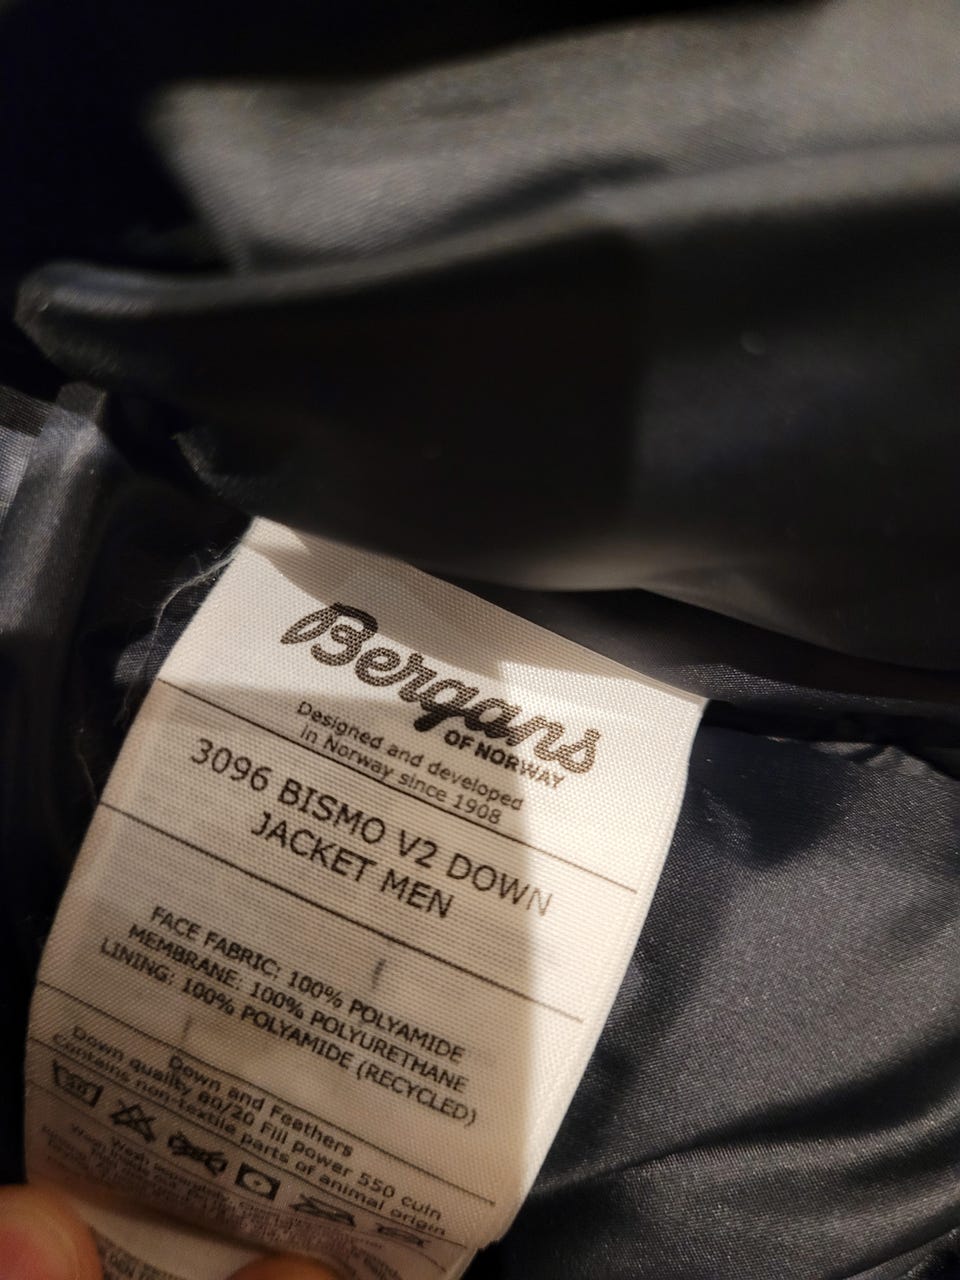 Bergans
OF NORWAY
Designed and developed
in Norway since 1908
3096 BISMO V2 DOWN
JACKET MEN
FACE FABRIC: 100% POLYAMIDE
MEMBRANE: 100% POLYURETHANE
LINING: 100% POLYAMIDE (RECYCLED)
Down and Feathers
Down quality 80/20 Fill power 550 cuin
Contains non-textile parts of animal origin
30